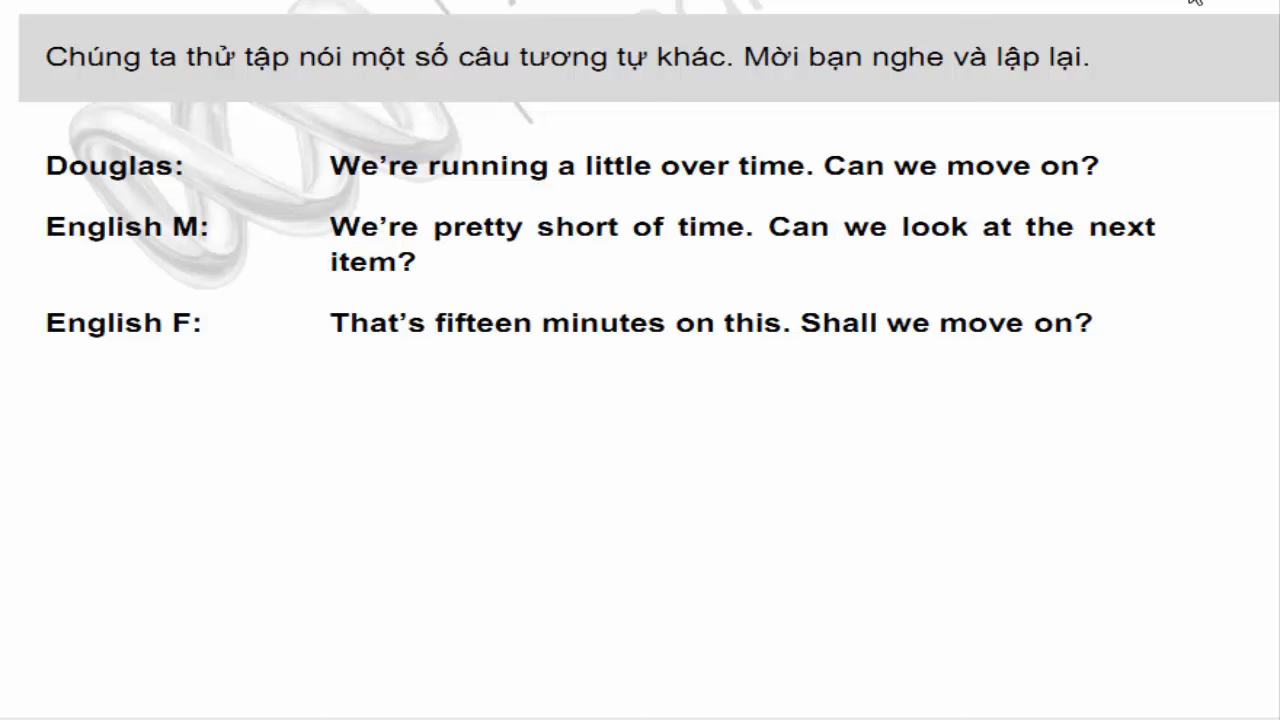 Chúng ta thử tập nói một số câu tương tự khác. Mời bạn nghe và lập lại.
Douglas: We’re running a little over time. Can we move on?
English M: We’re pretty short of time. Can we look at the next
item?
English F: That’s fifteen minutes on this. Shall we move on?